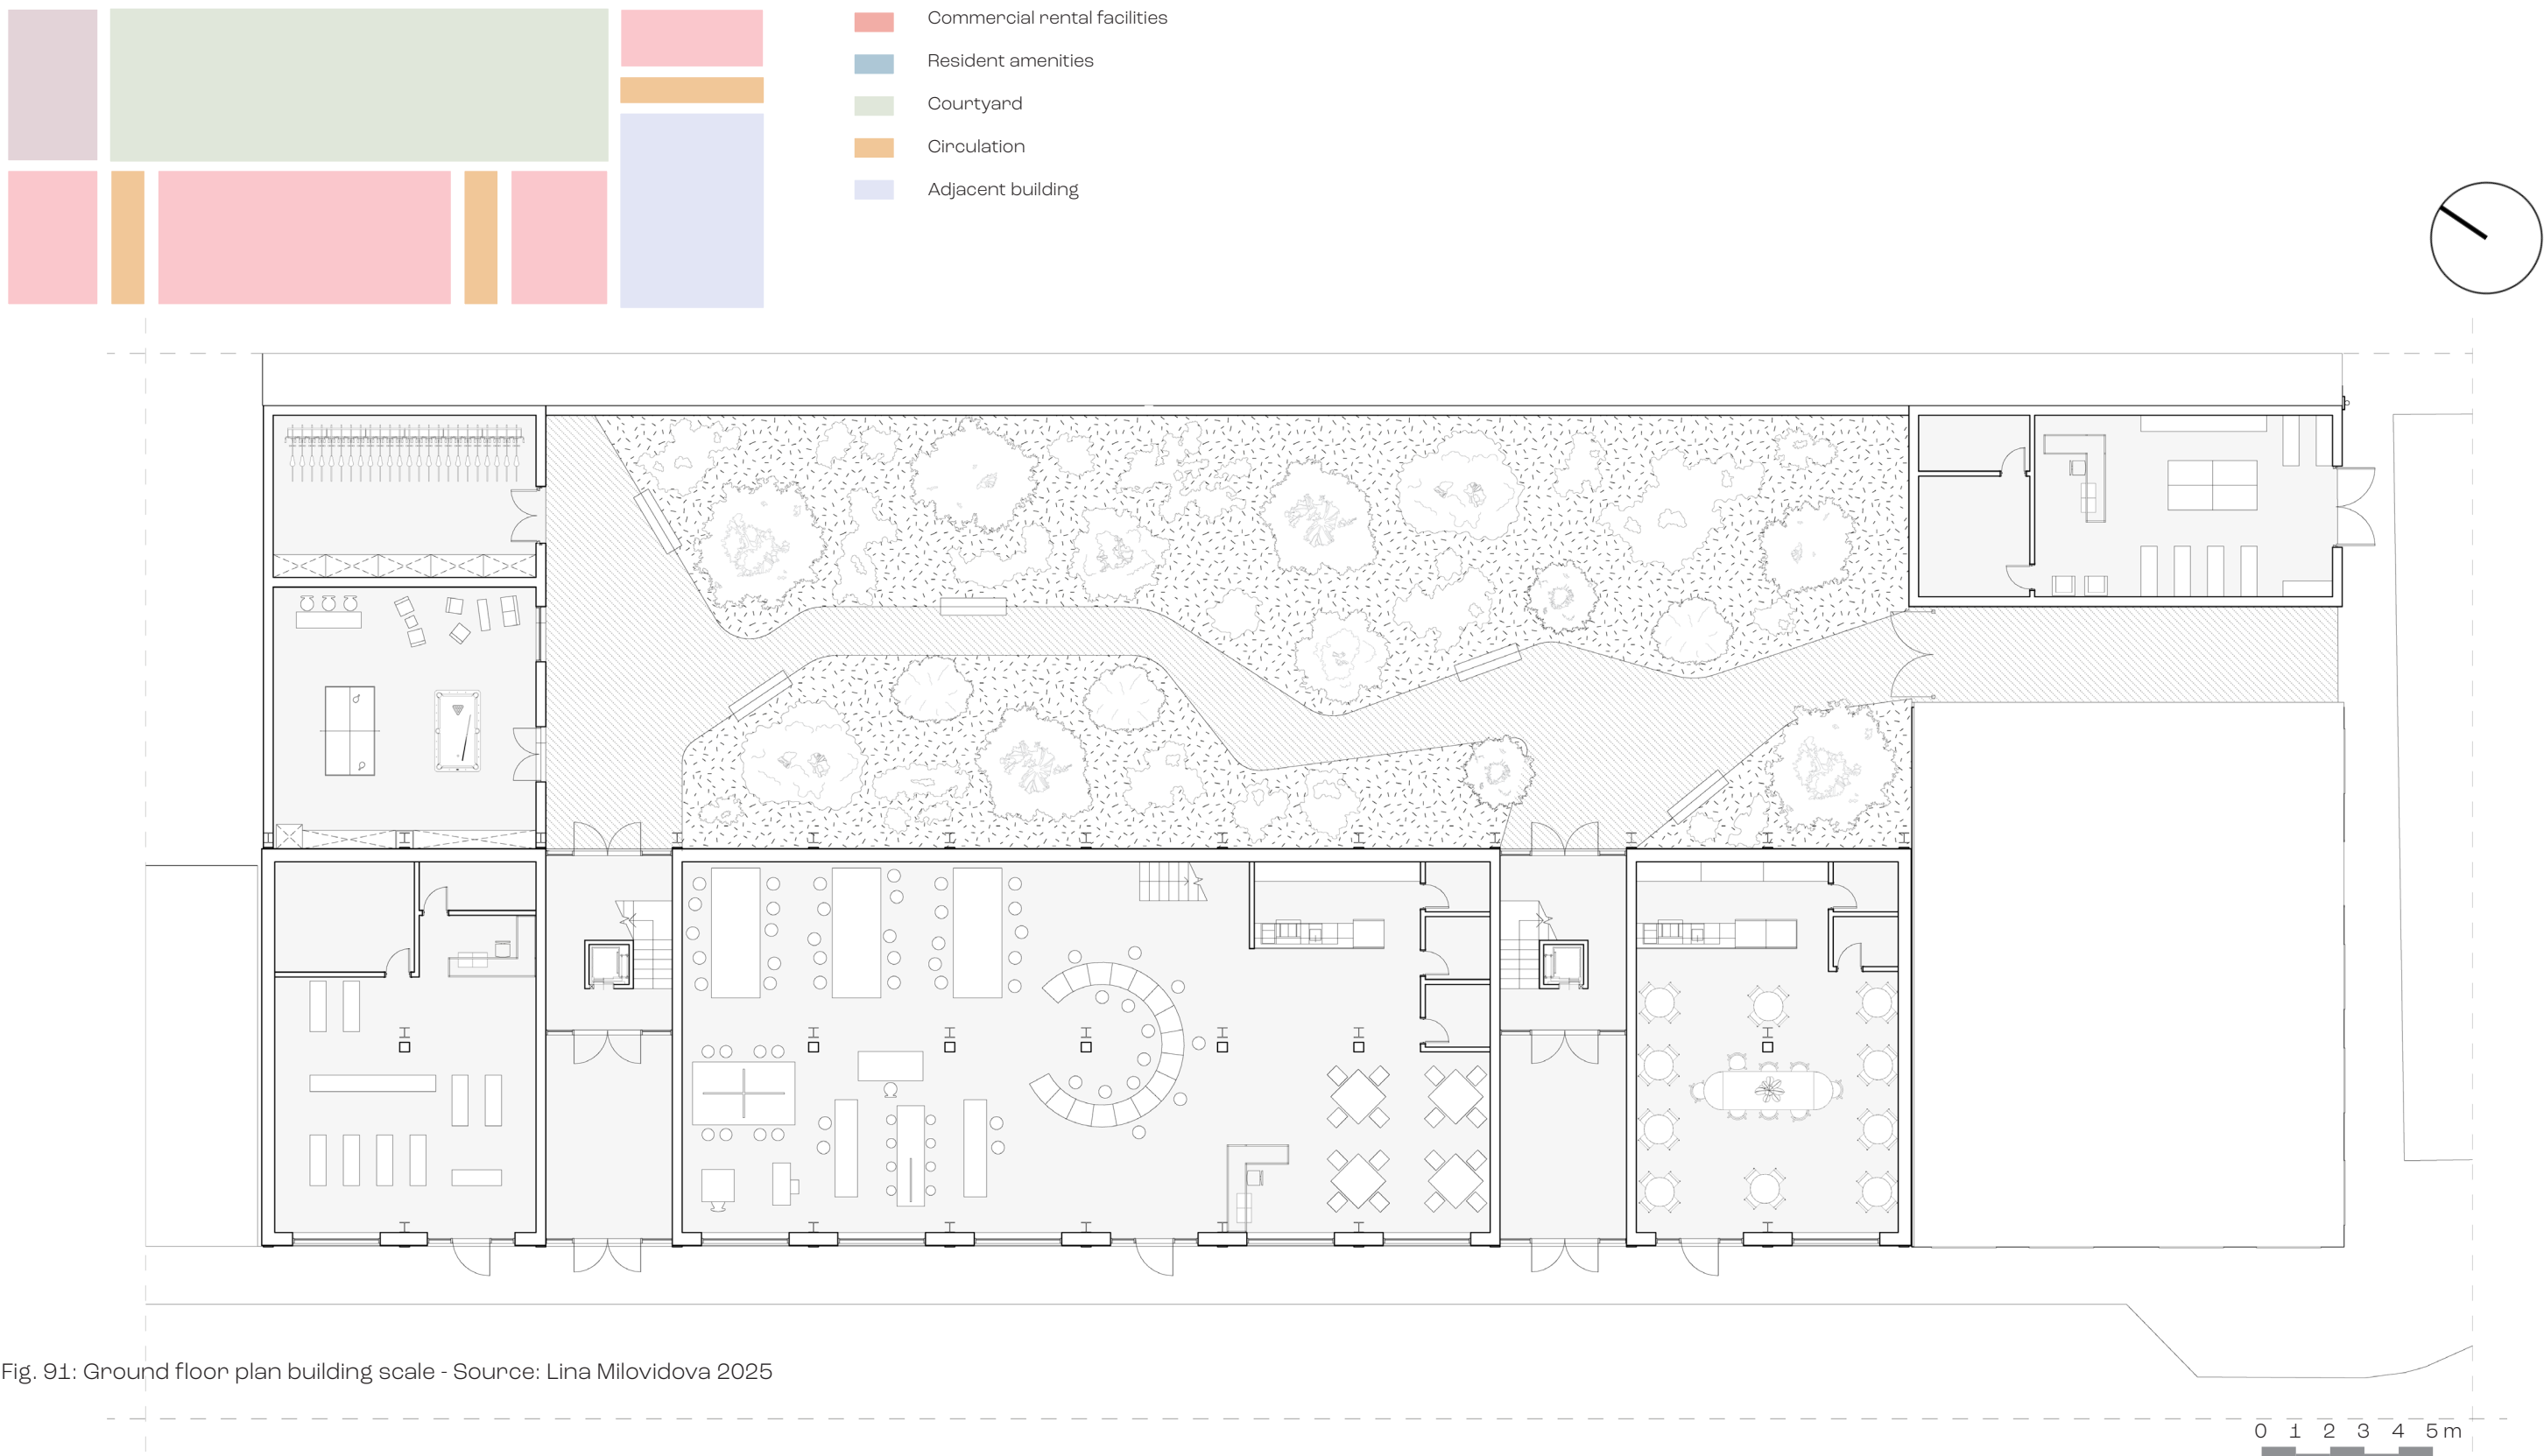 Commercial rental facilities
Resident amenities
Courtyard
Circulation
Adjacent building
Fig. 91: Ground floor plan building scale - Source: Lina Milovidova 2025
0 1 2 3 4 5 m